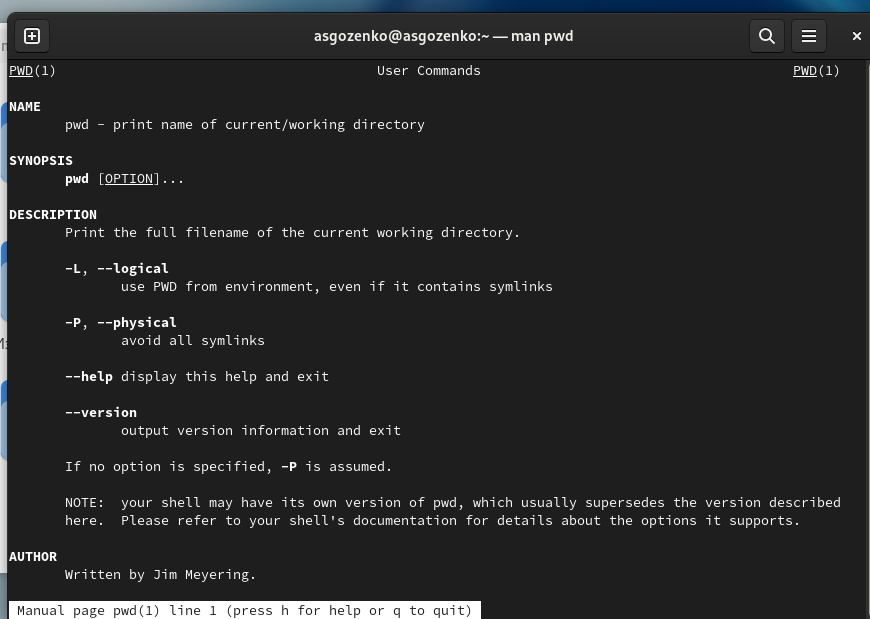 asgozenko@asgozenko:~ — man pwd
PWD(1) User Commands PWD(1)
NAME
pwd - print name of current/working directory
SYNOPSIS
pwd [OPTION]...
DESCRIPTION
Print the full filename of the current working directory.
-L, --logical
use PWD from environment, even if it contains symlinks
-P, --physical
avoid all symlinks
--help display this help and exit
--version
output version information and exit
If no option is specified, -P is assumed.
NOTE:  your shell may have its own version of pwd, which usually supersedes the version described
here.  Please refer to your shell's documentation for details about the options it supports.
AUTHOR
Written by Jim Meyering.
Manual page pwd(1) line 1 (press h for help or q to quit)